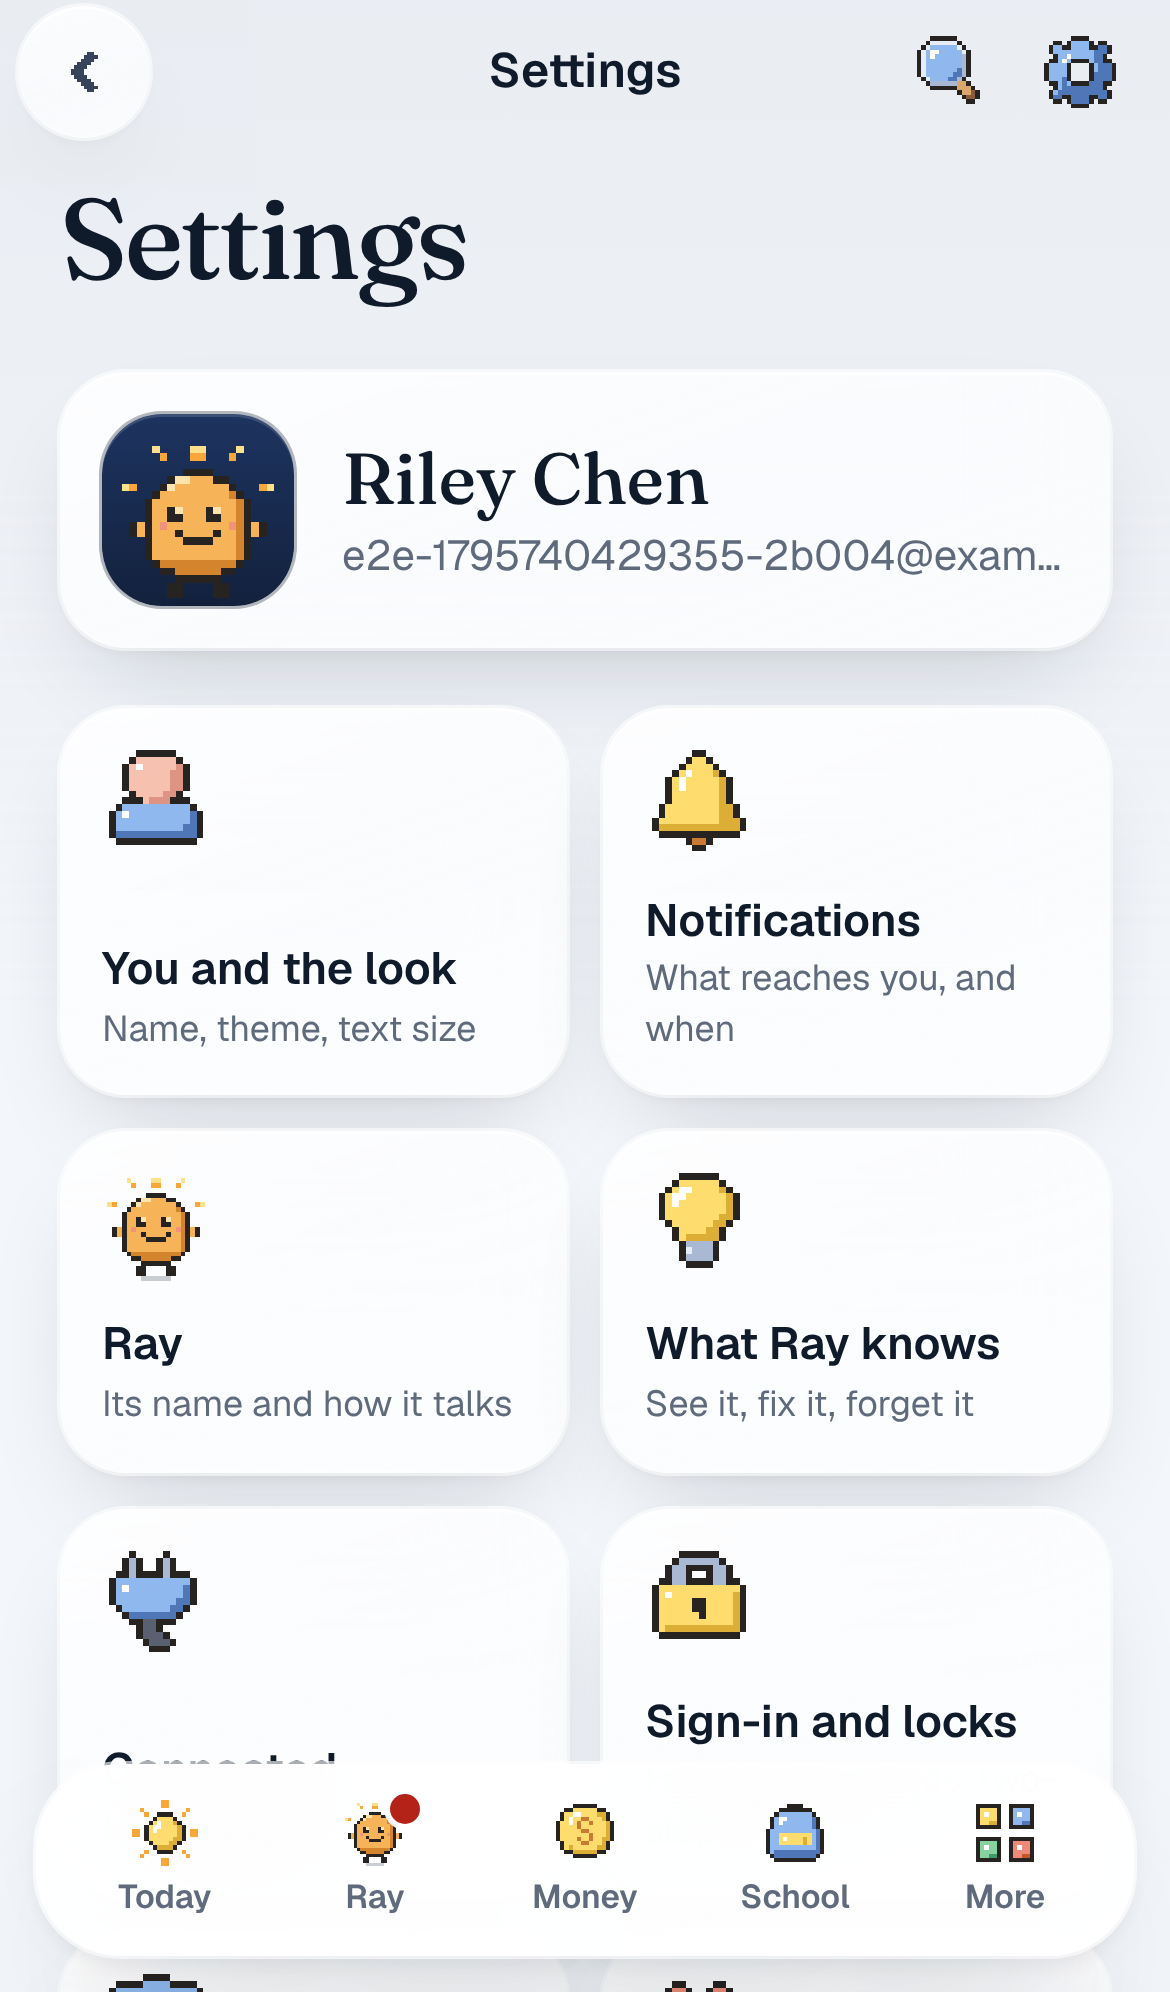 Settings
Settings
Riley Chen
e2e-1795740429355-2b004@exam...
You and the look
Name, theme, text size
Notifications
What reaches you, and
when
Ray
Its name and how it talks
What Ray knows
See it, fix it, forget it
Connected
Sign-in and locks
Today
Ray
Money
School
More